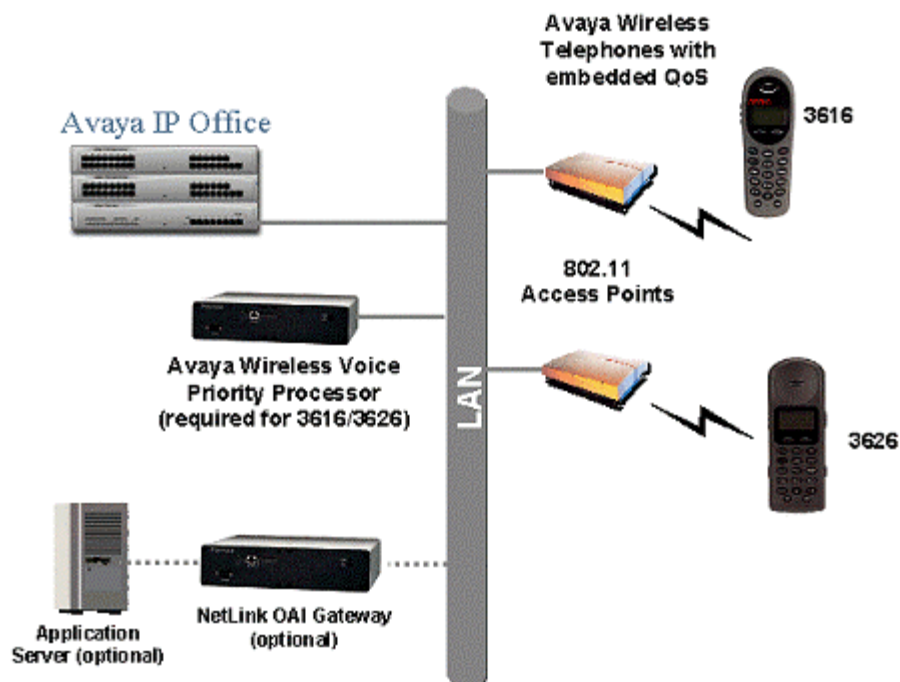 Avaya Wireless
Telephones with
embedded QoS
3616
Avaya IP Office
802.11
Access Points
Avaya Wireless Voice
Priority Processor
(required for 3616/3626)
LAN
3626
NetLink OAI Gateway
(optional)
Application
Server (optional)